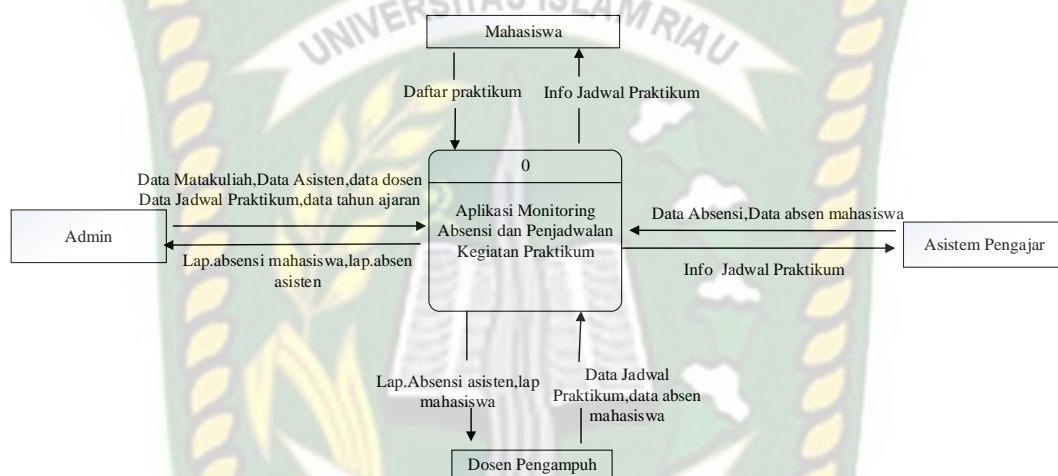 UNIVERSITAS ISLAM RIAU
Mahasiswa
Daftar praktikum
Info Jadwal Praktikum
0
Aplikasi Monitoring
Absensi dan Penjadwalan
Kegiatan Praktikum
Data Matakuliah,Data Asisten,data dosen
Data Jadwal Praktikum,data tahun ajaran
Admin
Lap.absensi mahasiswa,lap.absen
asisten
Data Absensi,Data absen mahasiswa
Asistem Pengajar
Info Jadwal Praktikum
Lap.Absensi asisten,lap
mahasiswa
Data Jadwal
Praktikum,data absen
mahasiswa
Dosen Pengampuh